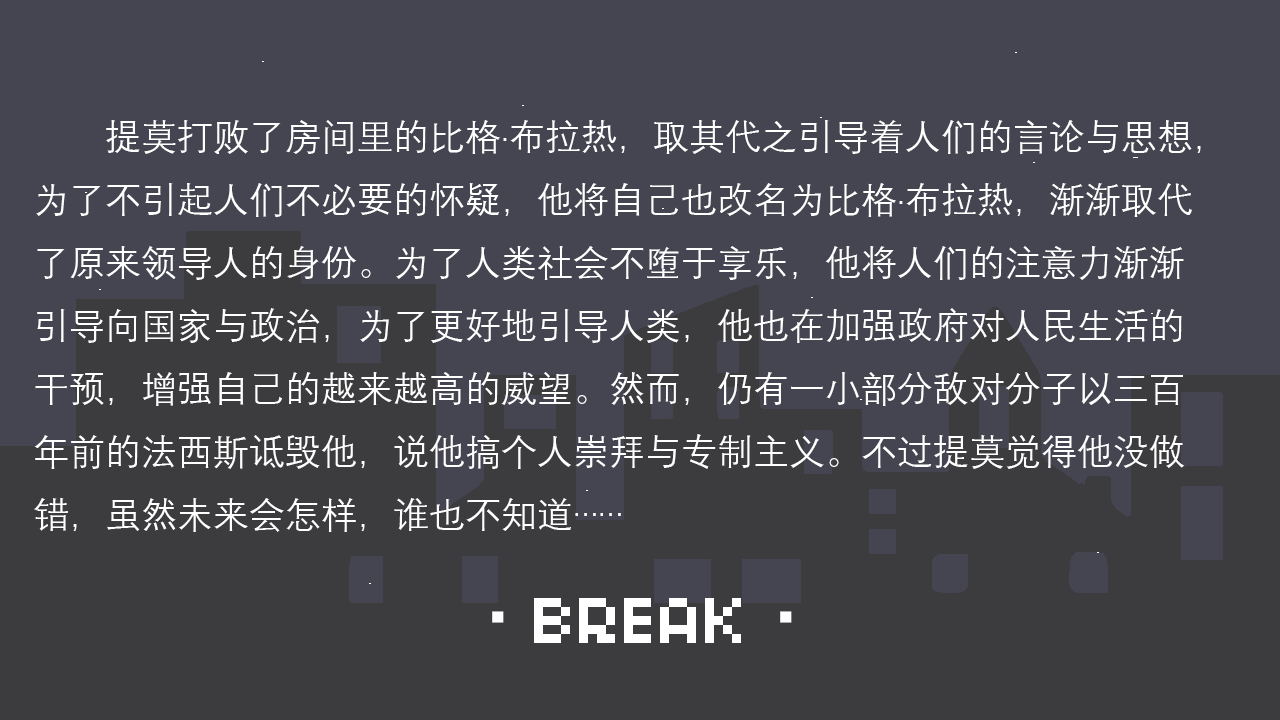 提莫打败了房间里的比格·布拉热，取其代之引导着人们的言论与思想，
为了不引起人们不必要的怀疑，他将自己也改名为比格·布拉热，渐渐取代
了原来领导人的身份。为了人类社会不堕于享乐，他将人们的注意力渐渐
引导向国家与政治，为了更好地引导人类，他也在加强政府对人民生活的
干预，增强自己的越来越高的威望。然而，仍有一小部分敌对分子以三百
年前的法西斯诋毁他，说他搞个人崇拜与专制主义。不过提莫觉得他没做
错，虽然未来会怎样，谁也不知道……
· BREAK ·